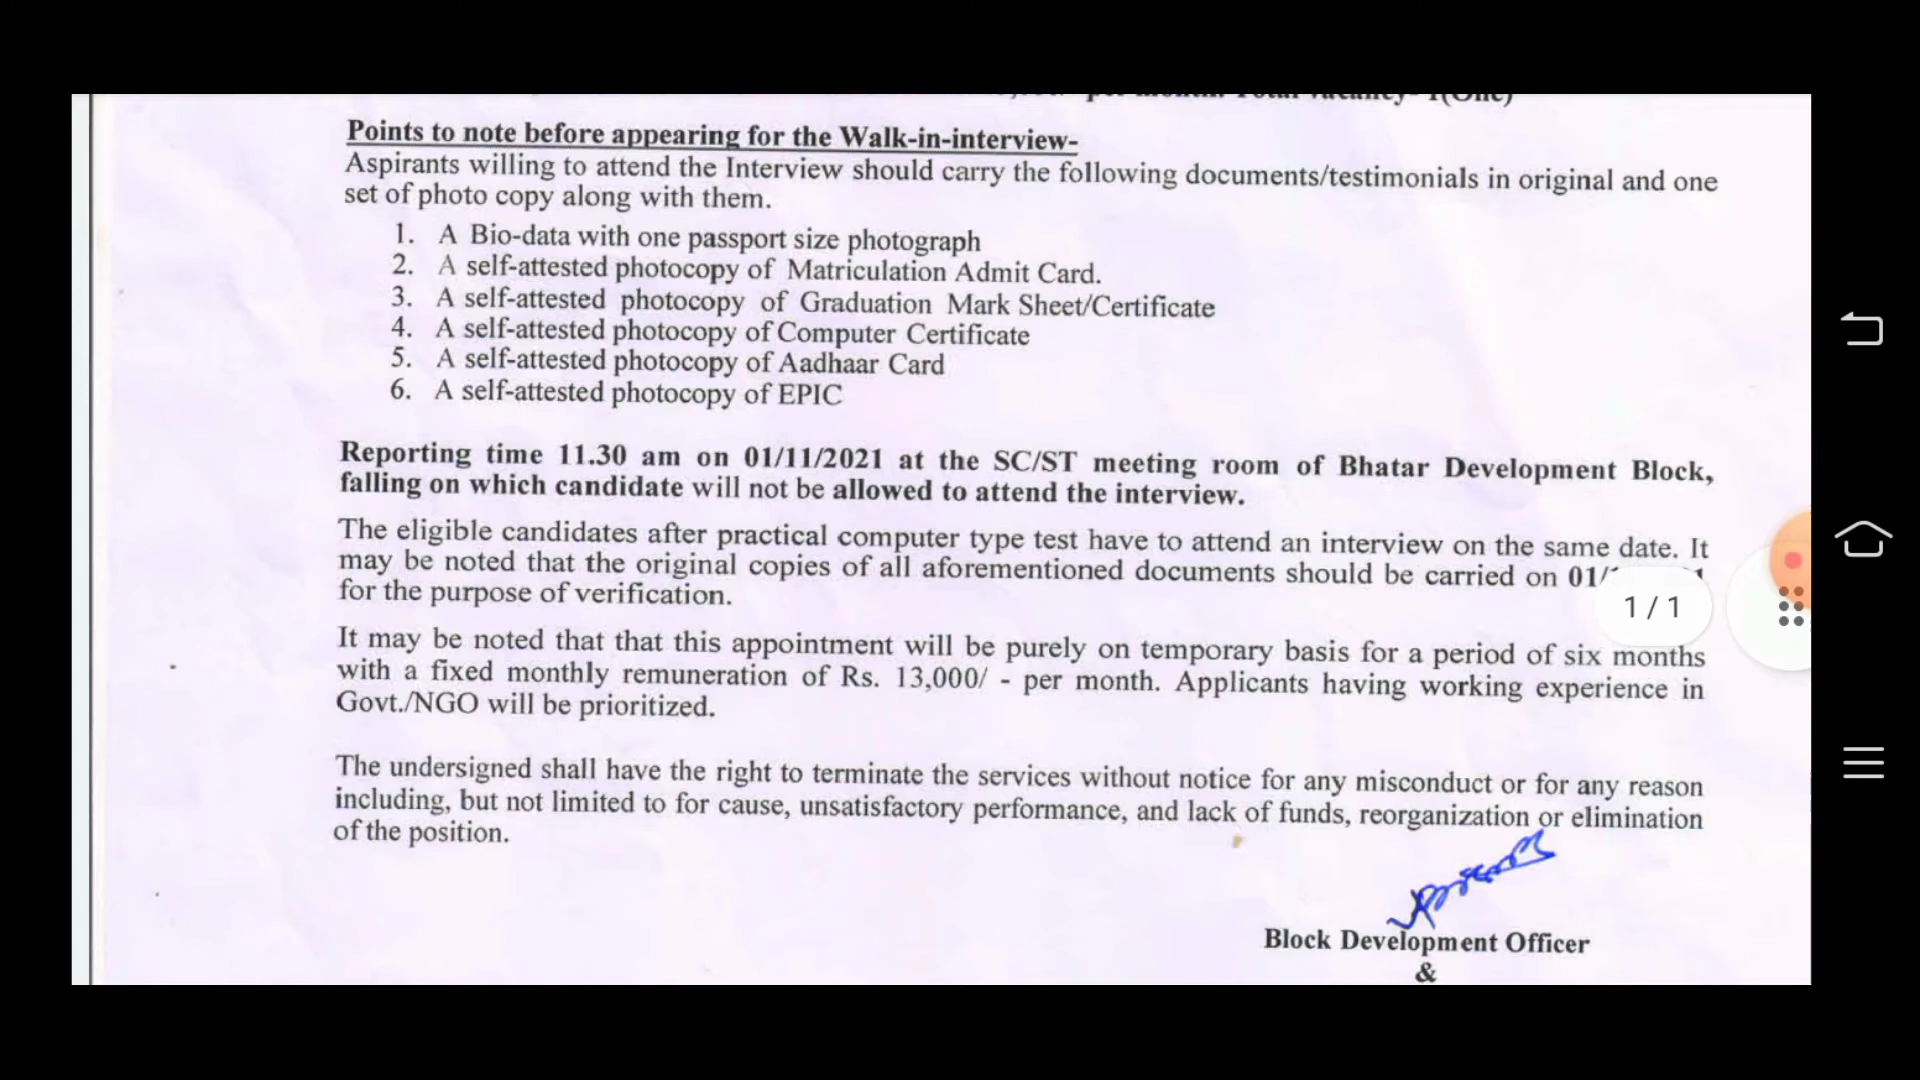 per month. Total vacancy- 1(One)
Points to note before appearing for the Walk-in-interview-
Aspirants willing to attend the Interview should carry the following documents/testimonials in original and one
set of photo copy along with them.
1. A Bio-data with one passport size photograph
2. A self-attested photocopy of Matriculation Admit Card.
3. A self-attested photocopy of Graduation Mark Sheet/Certificate
4. A self-attested photocopy of Computer Certificate
5. A self-attested photocopy of Aadhaar Card
6. A self-attested photocopy of EPIC
Reporting time 11.30 am on 01/11/2021 at the SC/ST meeting room of Bhatar Development Block,
falling on which candidate will not be allowed to attend the interview.
The eligible candidates after practical computer type test have to attend an interview on the same date. It
may be noted that the original copies of all aforementioned documents should be carried on 01/
1 / 1
for the purpose of verification.
It may be noted that that this appointment will be purely on temporary basis for a period of six months
with a fixed monthly remuneration of Rs. 13,000/ - per month. Applicants having working experience in
Govt./NGO will be prioritized.
The undersigned shall have the right to terminate the services without notice for any misconduct or for any reason
including, but not limited to for cause, unsatisfactory performance, and lack of funds, reorganization or elimination
of the position.
Block Development Officer
&